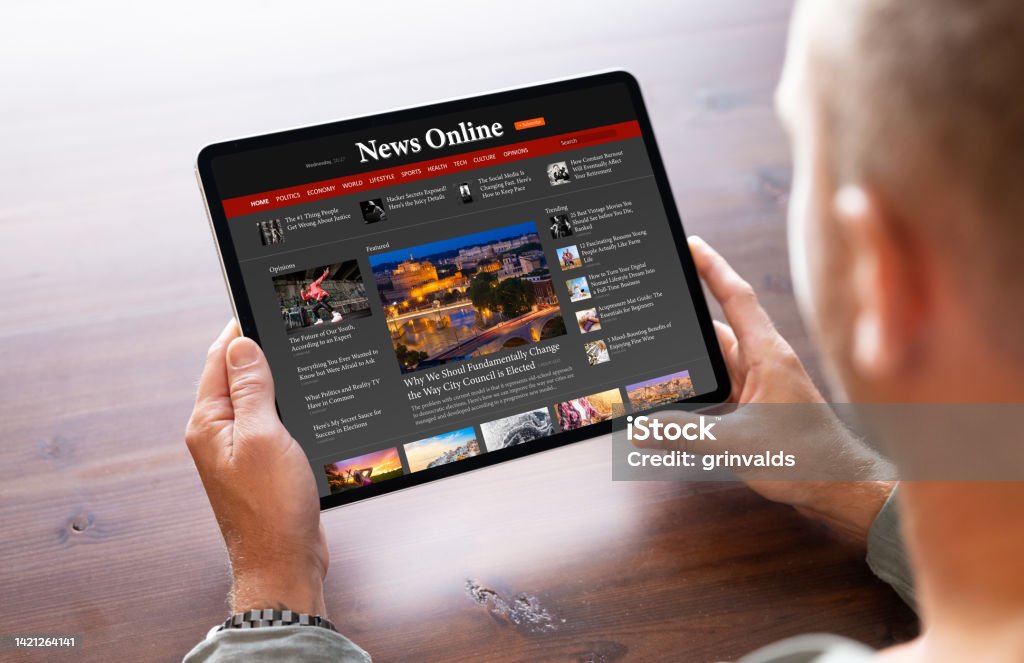 News Online
+ Subscribe
Wednesday, 10:27
HOME POLITICS ECONOMY WORLD LIFESTYLE SPORTS HEALTH TECH CULTURE OPINIONS
Search
The #1 Thing People
Get Wrong About Justice
Hacker Secrets Exposed!
Here's the Juicy Details
The Social Media Is
Changing Fast. Here's
How to Keep Pace
How Constant Burnout
Will Eventually Affect
Your Retirement
Opinions
The Future of Our Youth,
According to an Expert
Everything You Ever Wanted to
Know but Were Afraid to Ask
What Politics and Reality TV
Have in Common
Here's My Secret Sauce for
Success in Elections
Featured
Why We Shoul Fundamentally Change
the Way City Council is Elected
The problem with current model is that it represents old-school approach
to democratic elections. Here's how we can improve the way our cities are
managed and developed according to a progressive new model...
Trending
25 Best Vintage Movies You
Should See before You Die,
Ranked
12 Fascinating Reasons Young
People Actually Like Farm
Life
How to Turn Your Digital
Nomad Lifestyle Dream Into
a Full-Time Business
Acupressure Mat Guide: The
Essentials for Beginners
5 Mood-Boosting Benefits of
Enjoying Fine Wine
iStock™
Credit: grinvalds
1421264141